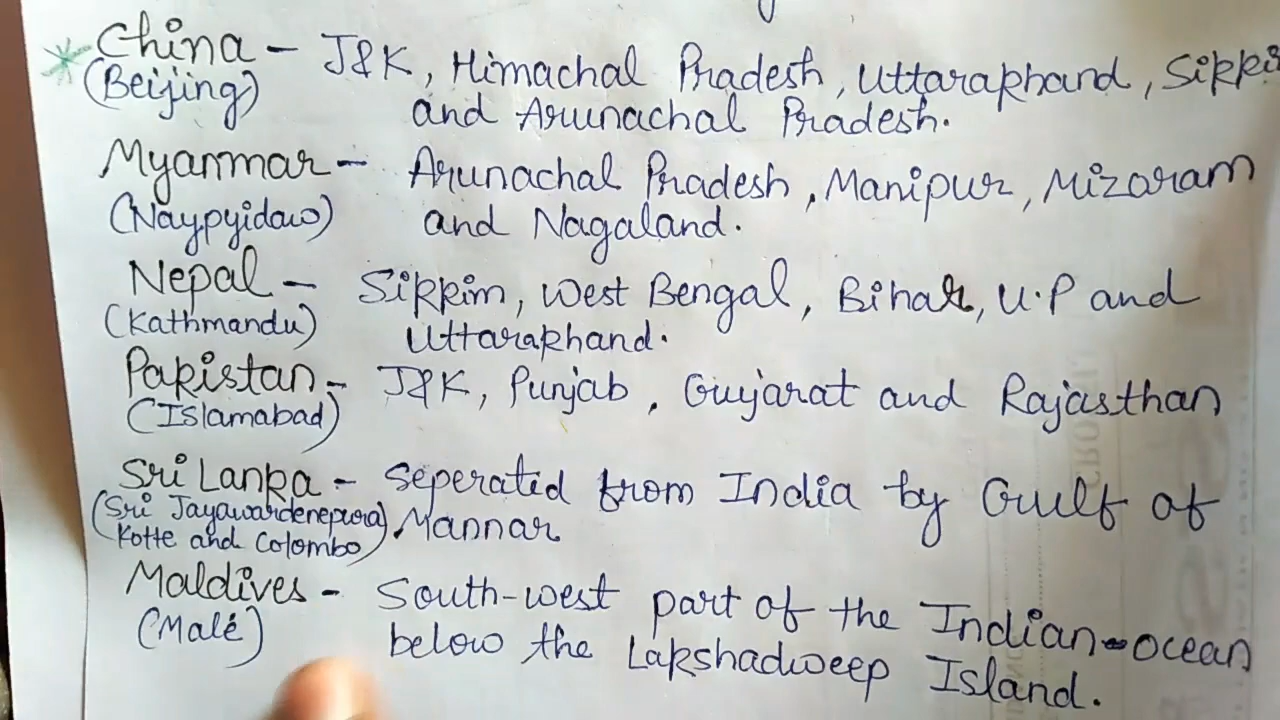 China - J&K, Himachal Pradesh, Uttarakhand, Sikki
(Beijing) and Arunachal Pradesh.
Myanmar - Arunachal Pradesh, Manipur, Mizaram
(Naypyidaw) and Nagaland.
Nepal - Sikkim, West Bengal, Bihar, U.P and
(Kathmandu) Uttarakhand.
Pakistan - J&K, Punjab, Gujarat and Rajasthan
(Islamabad)
Sri Lanka - seperated from India by Gulf of
(Sri Jayawardenepura Mannar
Kotte and Colombo)
Maldives - South-west part of the Indian-ocean
(Malé) below the Lakshadweep Island.